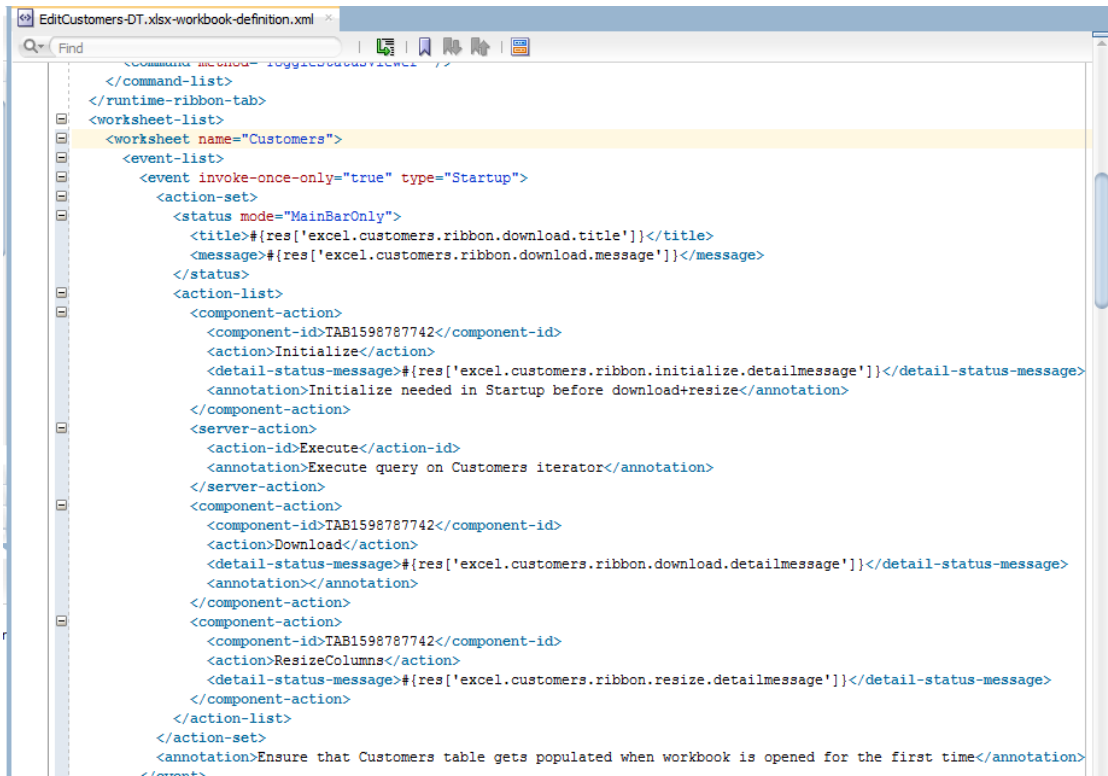 EditCustomers-DT.xlsx-workbook-definition.xml
Find
<command method="ToggleStatusViewer" />
</command-list>
</runtime-ribbon-tab>
<worksheet-list>
<worksheet name="Customers">
<event-list>
<event invoke-once-only="true" type="Startup">
<action-set>
<status mode="MainBarOnly">
<title>#{res['excel.customers.ribbon.download.title']}</title>
<message>#{res['excel.customers.ribbon.download.message']}</message>
</status>
<action-list>
<component-action>
<component-id>TAB1598787742</component-id>
<action>Initialize</action>
<detail-status-message>#{res['excel.customers.ribbon.initialize.detailmessage']}</detail-status-message>
<annotation>Initialize needed in Startup before download+resize</annotation>
</component-action>
<server-action>
<action-id>Execute</action-id>
<annotation>Execute query on Customers iterator</annotation>
</server-action>
<component-action>
<component-id>TAB1598787742</component-id>
<action>Download</action>
<detail-status-message>#{res['excel.customers.ribbon.download.detailmessage']}</detail-status-message>
<annotation></annotation>
</component-action>
<component-action>
<component-id>TAB1598787742</component-id>
<action>ResizeColumns</action>
<detail-status-message>#{res['excel.customers.ribbon.resize.detailmessage']}</detail-status-message>
</component-action>
</action-list>
</action-set>
<annotation>Ensure that Customers table gets populated when workbook is opened for the first time</annotation>
</event>